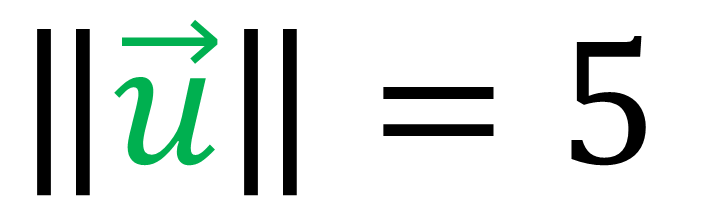 ‖u⃗‖ = 5